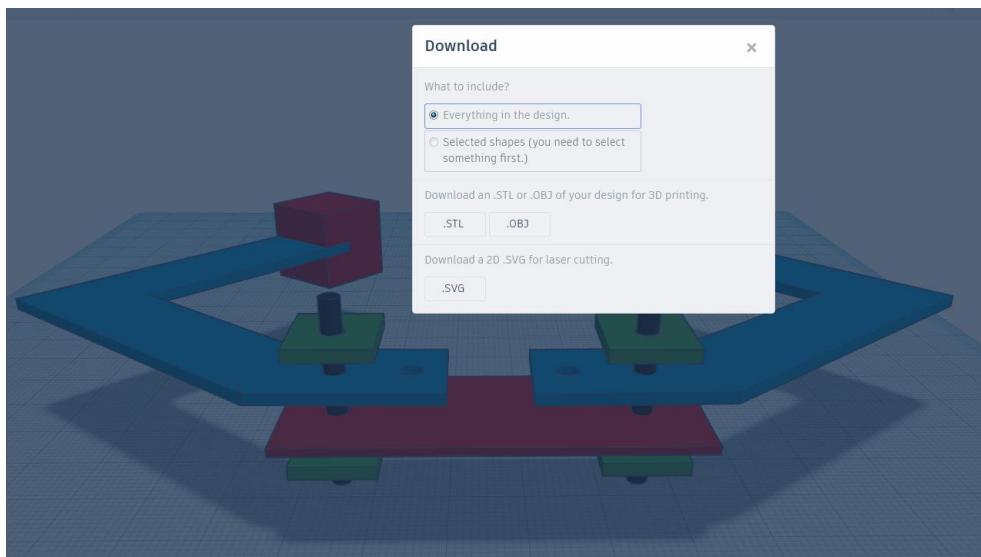 Download
×
What to include?
Everything in the design.
Selected shapes (you need to select
something first.)
Download an .STL or .OBJ of your design for 3D printing.
.STL .OBJ
Download a 2D .SVG for laser cutting.
.SVG